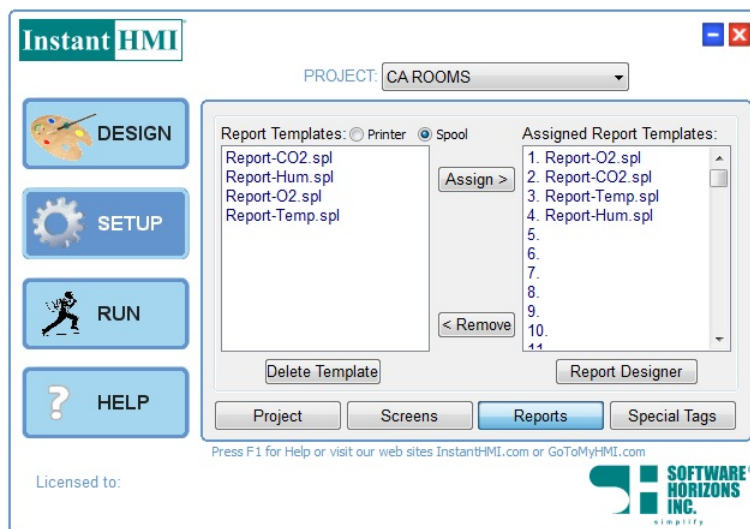 Instant HMI
PROJECT: CA ROOMS
DESIGN
SETUP
RUN
HELP
Report Templates: Printer Spool
Report-CO2.spl
Report-Hum.spl
Report-O2.spl
Report-Temp.spl
Assign >
< Remove
Assigned Report Templates:
1. Report-O2.spl
2. Report-CO2.spl
3. Report-Temp.spl
4. Report-Hum.spl
5.
6.
7.
8.
9.
10.
11
Delete Template
Report Designer
Project Screens Reports Special Tags
Press F1 for Help or visit our web sites InstantHMI.com or GoToMyHMI.com
Licensed to:
SOFTWARE
HORIZONS
INC.
simplify